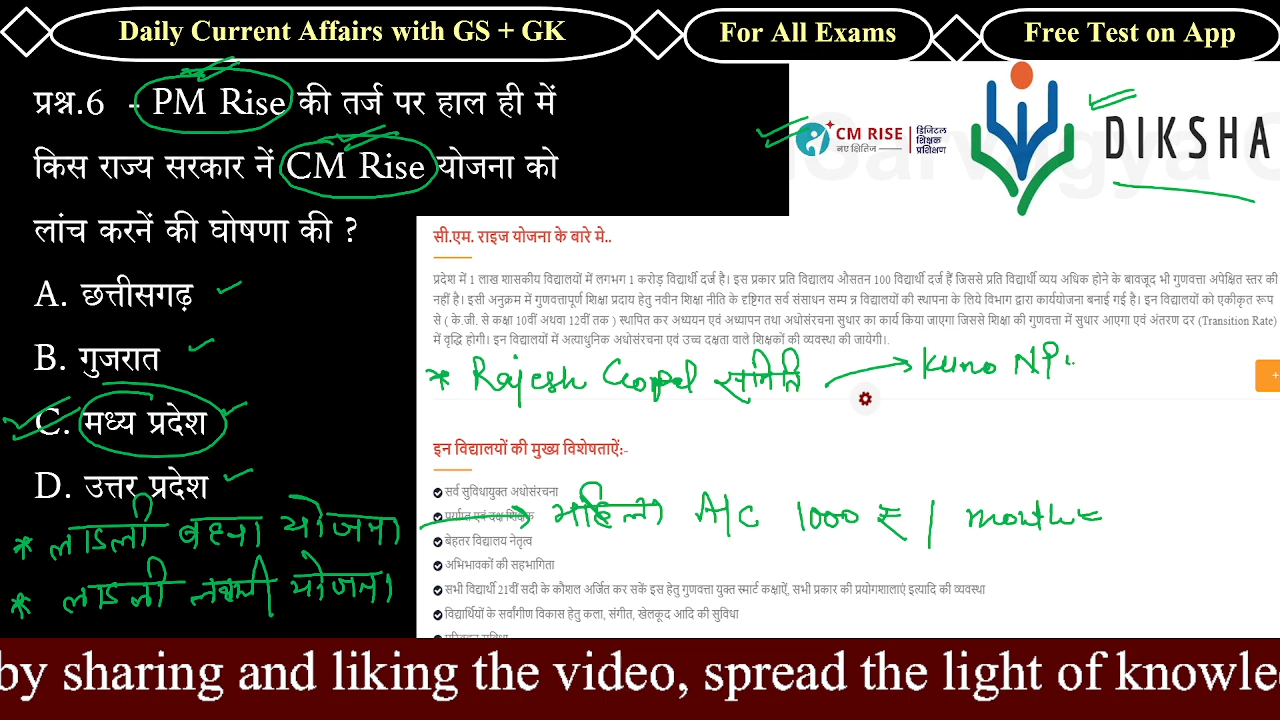 Daily Current Affairs with GS + GK
For All Exams
Free Test on App
प्रश्न.6 - PM Rise की तर्ज पर हाल ही में
किस राज्य सरकार नें CM Rise योजना को
लांच करनें की घोषणा की ?
A. छत्तीसगढ़
B. गुजरात
C. मध्य प्रदेश
D. उत्तर प्रदेश
* लाडली बहना योजना
* लाडली लक्ष्मी योजना
CM RISE
नए क्षितिज
डिजिटल
शिक्षक
प्रशिक्षण
DIKSHA
सी.एम. राइज योजना के बारे मे..
प्रदेश में 1 लाख शासकीय विद्यालयों में लगभग 1 करोड़ विद्यार्थी दर्ज है। इस प्रकार प्रति विद्यालय औसतन 100 विद्यार्थी दर्ज हैं जिससे प्रति विद्यार्थी व्यय अधिक होने के बावजूद भी गुणवत्ता अपेक्षित स्तर की
नहीं है। इसी अनुक्रम में गुणवत्तापूर्ण शिक्षा प्रदाय हेतु नवीन शिक्षा नीति के दृष्टिगत सर्व संसाधन सम्प न्न विद्यालयों की स्थापना के लिये विभाग द्वारा कार्ययोजना बनाई गई है। इन विद्यालयों को एकीकृत रूप
से ( के.जी. से कक्षा 10वीं अथवा 12वीं तक ) स्थापित कर अध्ययन एवं अध्यापन तथा अधोसंरचना सुधार का कार्य किया जाएगा जिससे शिक्षा की गुणवत्ता में सुधार आएगा एवं अंतरण दर (Transition Rate)
में वृद्धि होगी। इन विद्यालयों में अत्याधुनिक अधोसंरचना एवं उच्च दक्षता वाले शिक्षकों की व्यवस्था की जायेगी।.
* Rajesh Gopal समिति → Kuno NP.
इन विद्यालयों की मुख्य विशेषताऐं:-
सर्व सुविधायुक्त अधोसंरचना
पर्याप्त एवं दक्ष शिक्षक
महिला A/C 1000 ₹ / month
बेहतर विद्यालय नेतृत्व
अभिभावकों की सहभागिता
सभी विद्यार्थी 21वीं सदी के कौशल अर्जित कर सकें इस हेतु गुणवत्ता युक्त स्मार्ट कक्षाऐं, सभी प्रकार की प्रयोगशालाएं इत्यादि की व्यवस्था
विद्यार्थियों के सर्वांगीण विकास हेतु कला, संगीत, खेलकूद आदि की सुविधा
by sharing and liking the video, spread the light of knowle